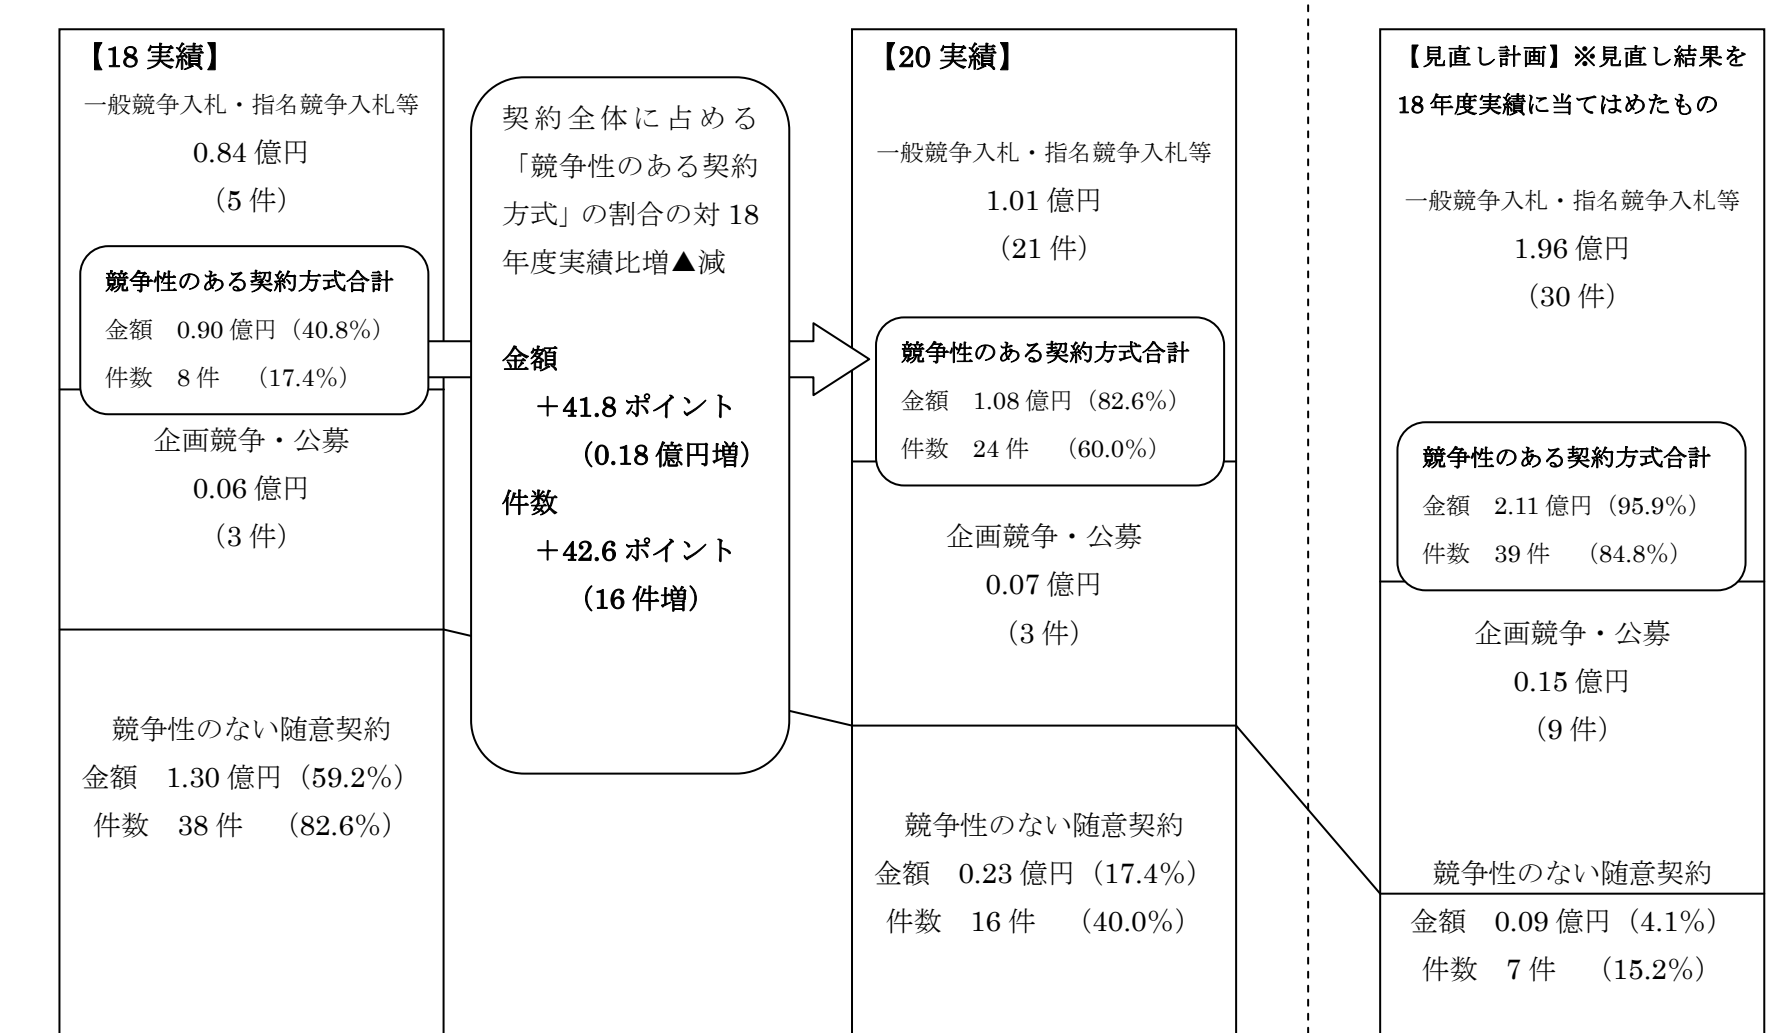 【18 実績】
一般競争入札・指名競争入札等
0.84 億円
（5 件）
競争性のある契約方式合計
金額　0.90 億円（40.8%）
件数　8 件　（17.4%）
企画競争・公募
0.06 億円
（3 件）
競争性のない随意契約
金額　1.30 億円（59.2%）
件数　38 件　（82.6%）
契約全体に占める
「競争性のある契約
方式」の割合の対 18
年度実績比増▲減
金額
＋41.8 ポイント
（0.18 億円増）
件数
＋42.6 ポイント
（16 件増）
【20 実績】
一般競争入札・指名競争入札等
1.01 億円
（21 件）
競争性のある契約方式合計
金額　1.08 億円（82.6%）
件数　24 件　（60.0%）
企画競争・公募
0.07 億円
（3 件）
競争性のない随意契約
金額　0.23 億円（17.4%）
件数　16 件　（40.0%）
【見直し計画】※見直し結果を
18 年度実績に当てはめたもの
一般競争入札・指名競争入札等
1.96 億円
（30 件）
競争性のある契約方式合計
金額　2.11 億円（95.9%）
件数　39 件　（84.8%）
企画競争・公募
0.15 億円
（9 件）
競争性のない随意契約
金額　0.09 億円（4.1%）
件数　7 件　（15.2%）